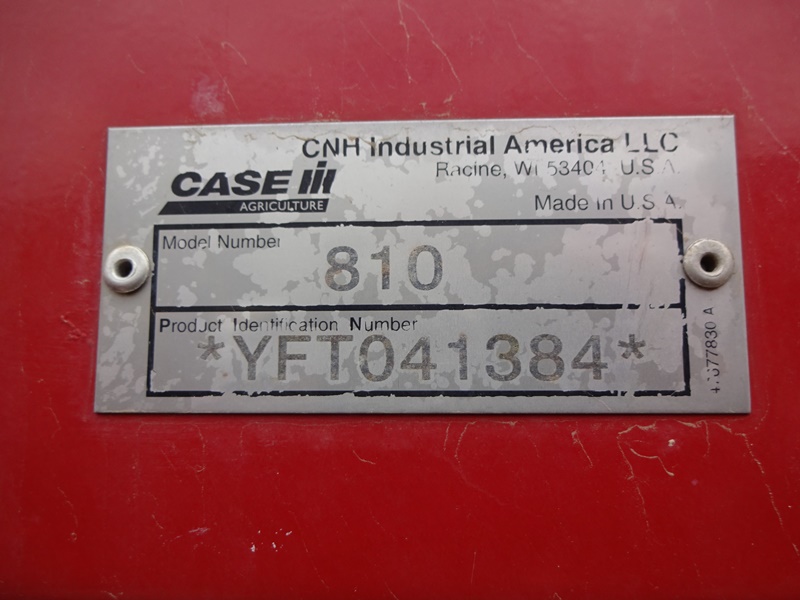 CNH Industrial America LLC
Racine, WI 53404 U.S.A.
CASE IH
AGRICULTURE
Made in U.S.A.
Model Number
810
Product Identification Number
*YFT041384*